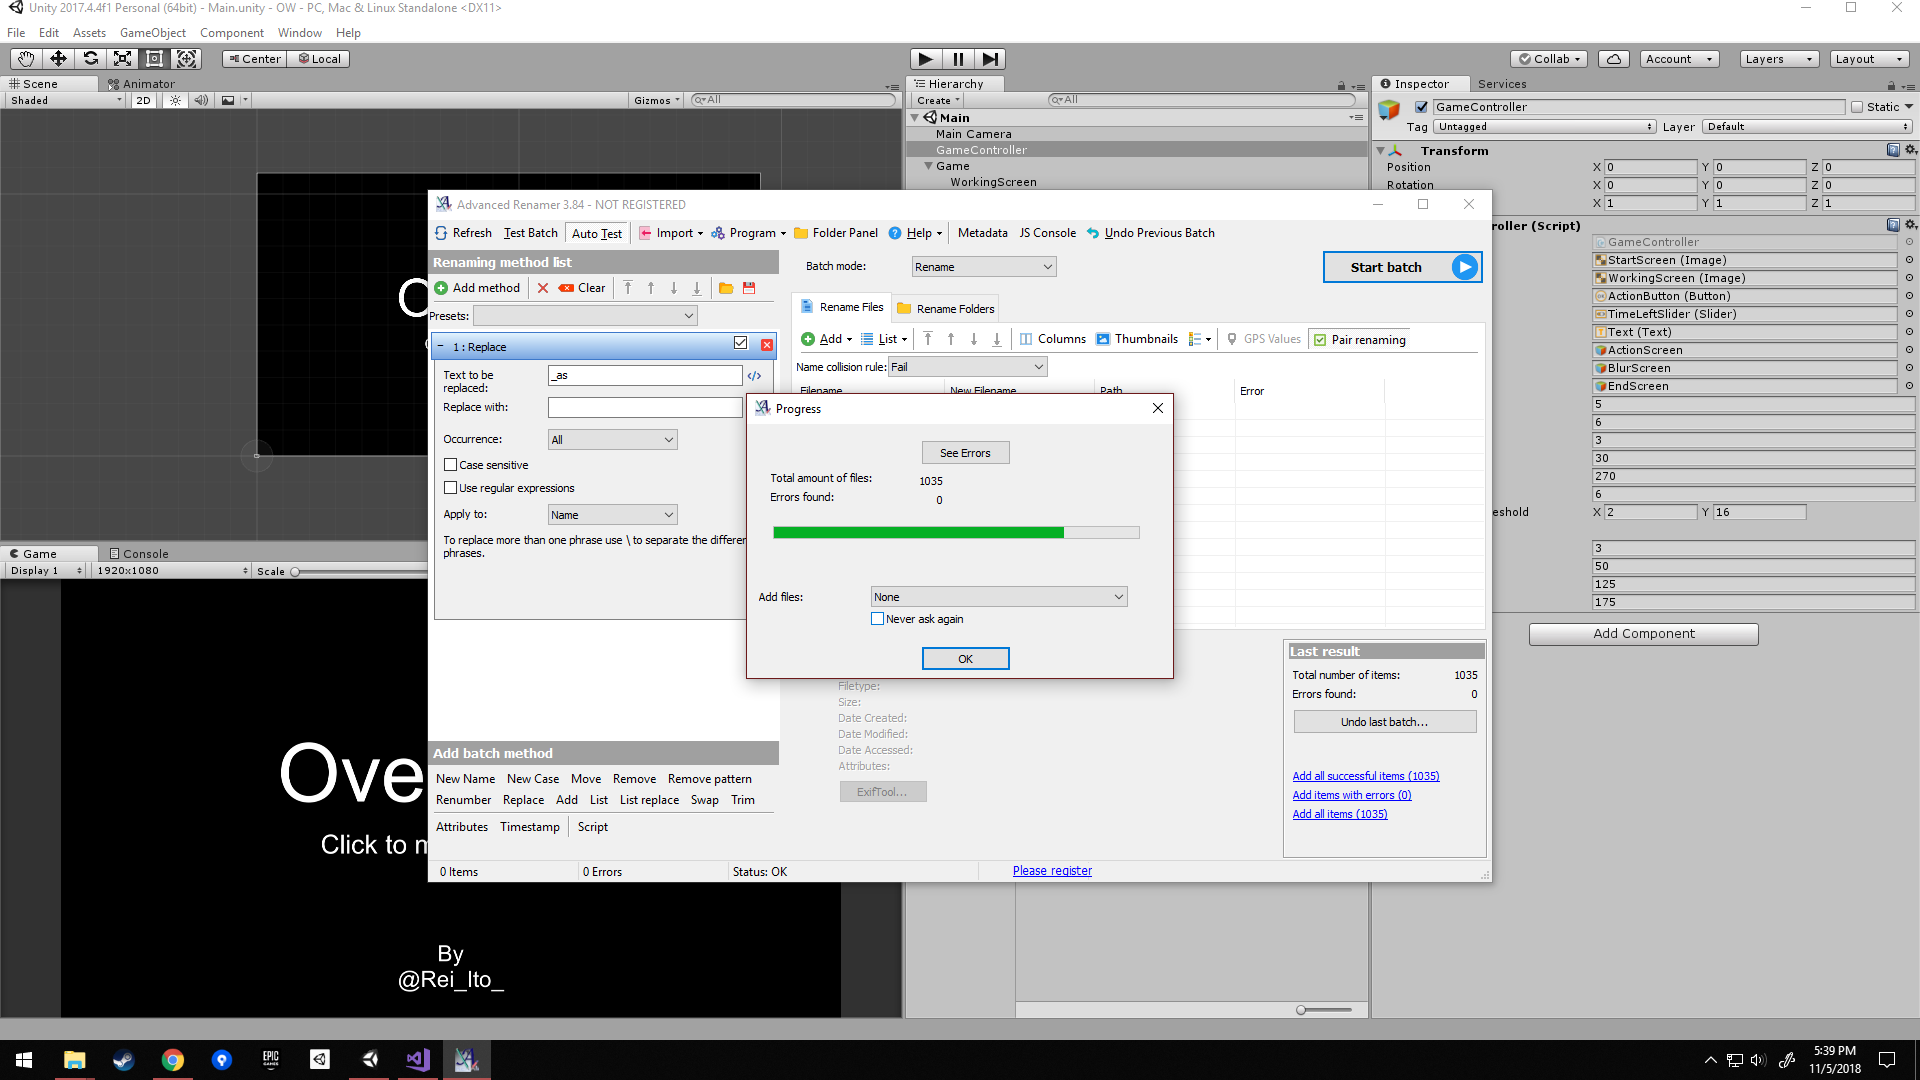 Unity 2017.4.4f1 Personal (64bit) - Main.unity - OW - PC, Mac & Linux Standalone <DX11>
File Edit Assets GameObject Component Window Help
Center Local
Collab Account Layers Layout
Scene Animator
Shaded 2D Gizmos All
Hierarchy
Create All
Main
Main Camera
GameController
Game
WorkingScreen
Inspector Services
GameController Static
Tag Untagged Layer Default
Transform
Position X 0 Y 0 Z 0
Rotation X 0 Y 0 Z 0
X 1 Y 1 Z 1
roller (Script)
GameController
StartScreen (Image)
WorkingScreen (Image)
ActionButton (Button)
TimeLeftSlider (Slider)
Text (Text)
ActionScreen
BlurScreen
EndScreen
5
6
3
30
270
6
eshold X 2 Y 16
3
50
125
175
Add Component
Advanced Renamer 3.84 - NOT REGISTERED
Refresh Test Batch Auto Test Import Program Folder Panel Help Metadata JS Console Undo Previous Batch
Renaming method list
Add method Clear
Presets:
1 : Replace
Text to be replaced: _as
Replace with:
Occurrence: All
Case sensitive
Use regular expressions
Apply to: Name
To replace more than one phrase use \ to separate the differen
phrases.
Batch mode: Rename
Start batch
Rename Files Rename Folders
Add List Columns Thumbnails GPS Values Pair renaming
Name collision rule: Fail
Filename New Filename Path Error
Progress
See Errors
Total amount of files: 1035
Errors found: 0
Add files: None
Never ask again
OK
Filetype:
Size:
Date Created:
Date Modified:
Date Accessed:
Attributes:
ExifTool...
Last result
Total number of items: 1035
Errors found: 0
Undo last batch...
Add all successful items (1035)
Add items with errors (0)
Add all items (1035)
Add batch method
New Name New Case Move Remove Remove pattern
Renumber Replace Add List List replace Swap Trim
Attributes Timestamp Script
0 Items 0 Errors Status: OK Please register
Game Console
Display 1 1920x1080 Scale
Ove
Click to m
By
@Rei_Ito_
EPIC GAMES
5:39 PM
11/5/2018